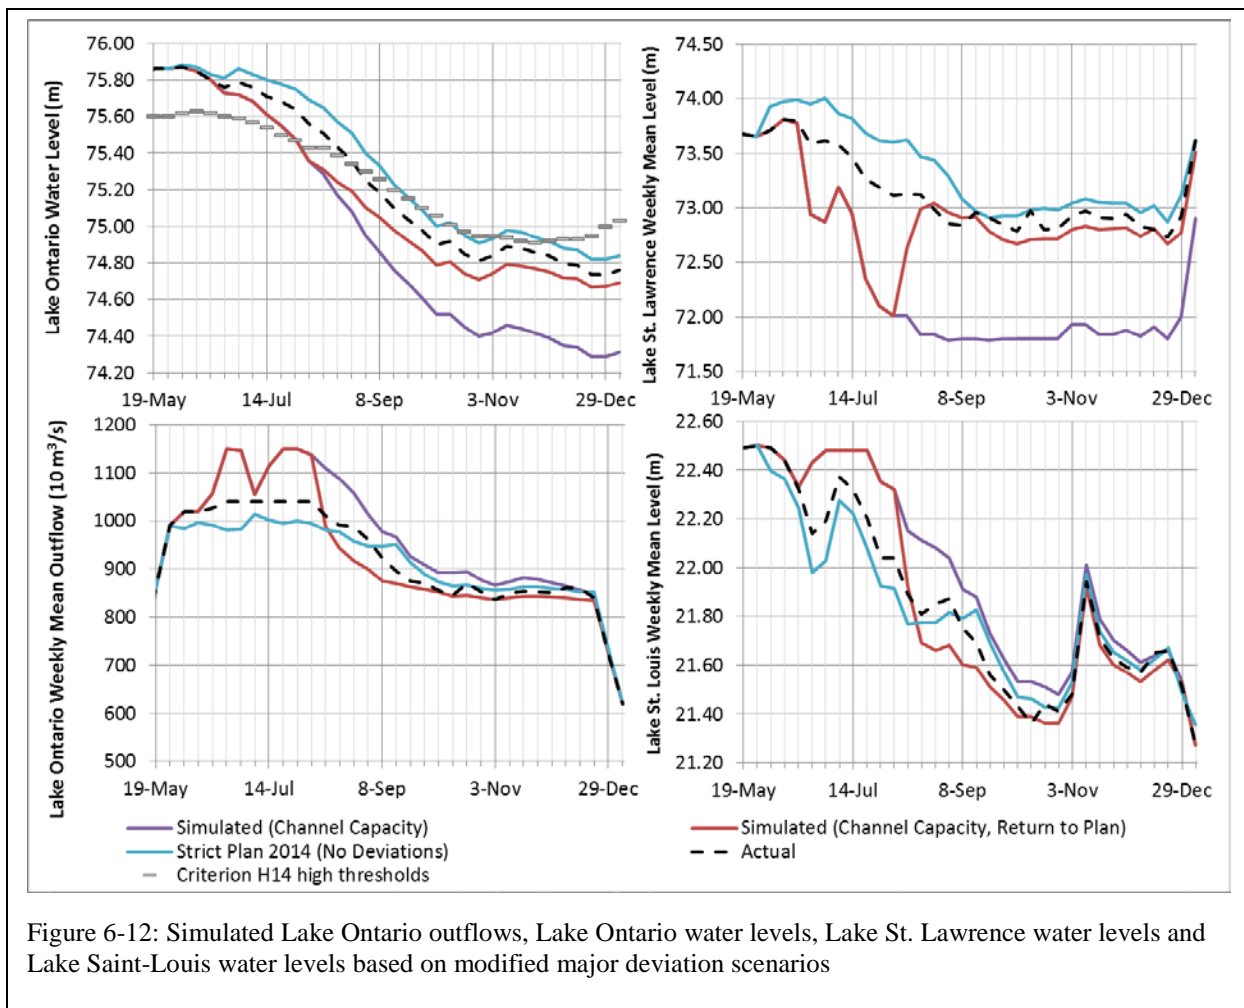 Lake Ontario Water Level (m)
76.00
75.80
75.60
75.40
75.20
75.00
74.80
74.60
74.40
74.20
19-May 14-Jul 8-Sep 3-Nov 29-Dec
Lake St. Lawrence Weekly Mean Level (m)
74.50
74.00
73.50
73.00
72.50
72.00
71.50
19-May 14-Jul 8-Sep 3-Nov 29-Dec
Lake Ontario Weekly Mean Outflow (10 m³/s)
1200
1100
1000
900
800
700
600
500
19-May 14-Jul 8-Sep 3-Nov 29-Dec
Lake St. Louis Weekly Mean Level (m)
22.60
22.40
22.20
22.00
21.80
21.60
21.40
21.20
19-May 14-Jul 8-Sep 3-Nov 29-Dec
Simulated (Channel Capacity)
Strict Plan 2014 (No Deviations)
Criterion H14 high thresholds
Simulated (Channel Capacity, Return to Plan)
Actual
Figure 6-12: Simulated Lake Ontario outflows, Lake Ontario water levels, Lake St. Lawrence water levels and
Lake Saint-Louis water levels based on modified major deviation scenarios